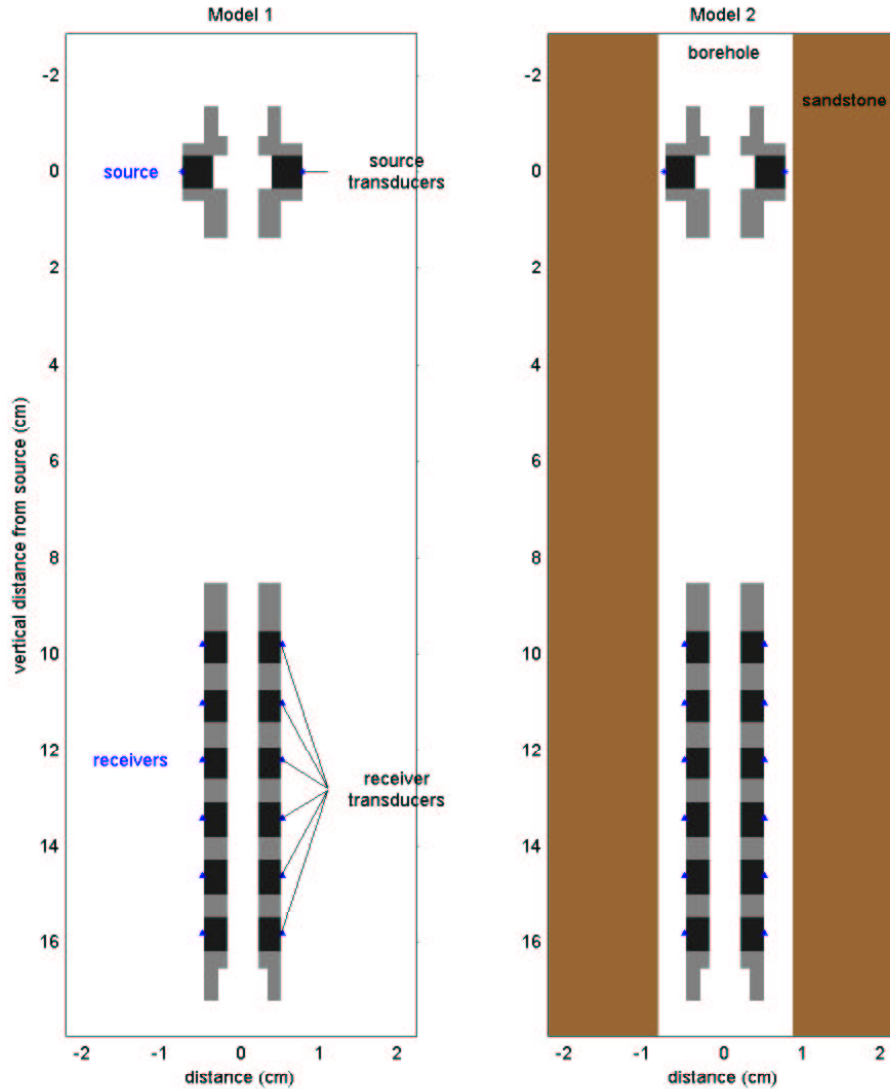 Model 1
-2
0
2
4
6
8
10
12
14
16
vertical distance from source (cm)
source
source
transducers
receivers
receiver
transducers
-2
-1
0
1
2
distance (cm)
Model 2
borehole
sandstone
-2
0
2
4
6
8
10
12
14
16
-2
-1
0
1
2
distance (cm)